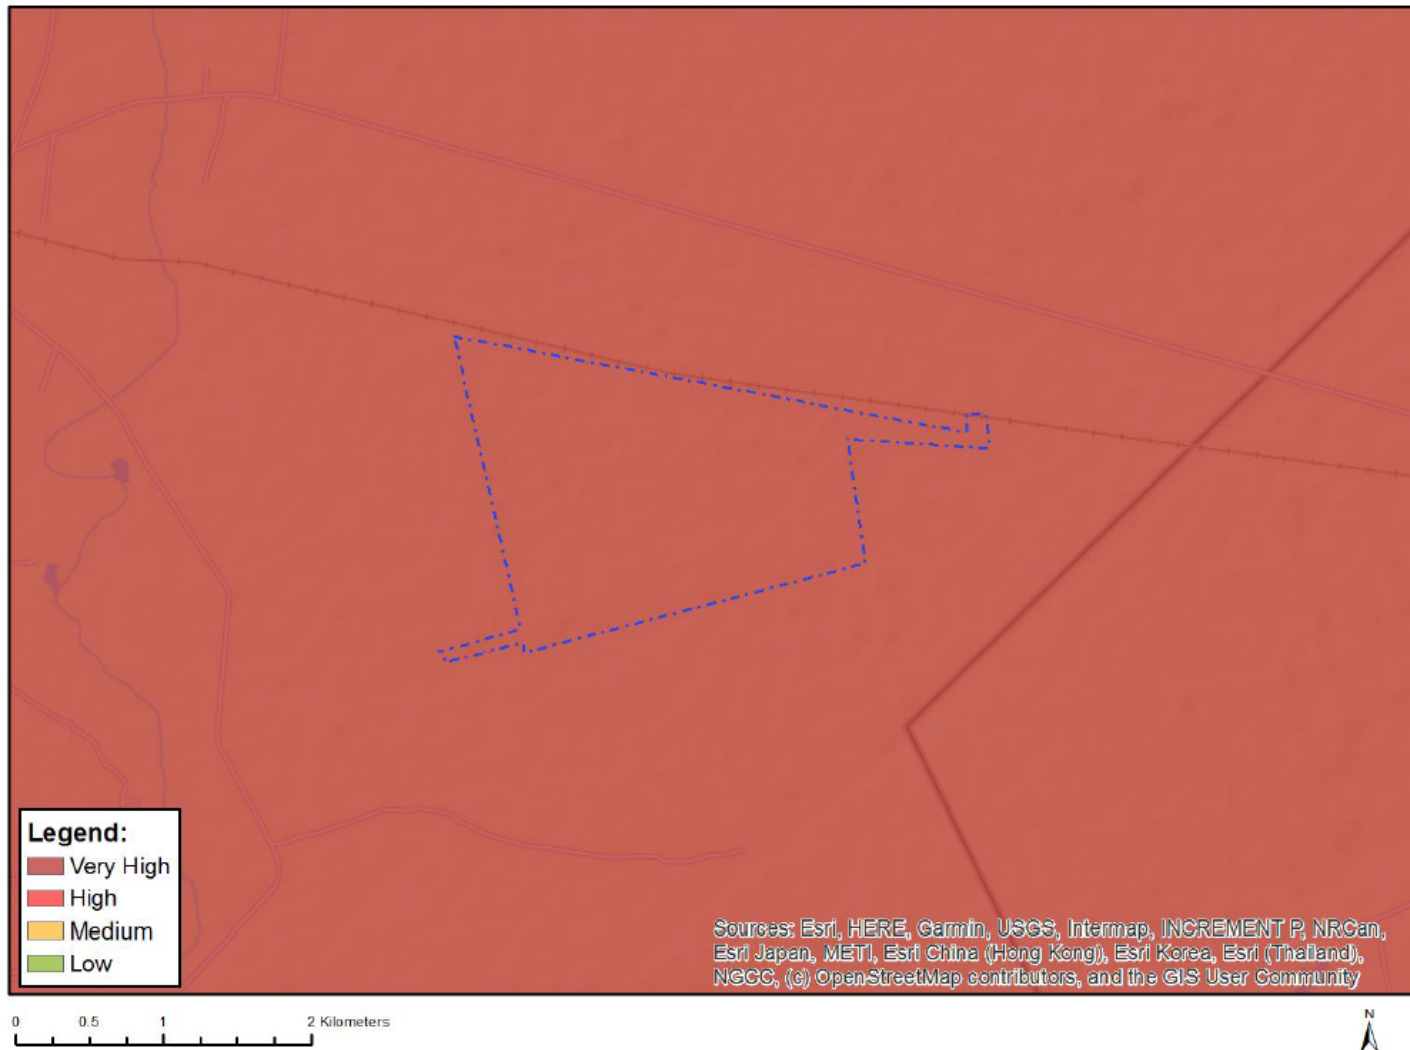 Legend:
Very High
High
Medium
Low
Sources: Esri, HERE, Garmin, USGS, Intermap, INCREMENT P, NRCan,
Esri Japan, METI, Esri China (Hong Kong), Esri Korea, Esri (Thailand),
NGCC, (c) OpenStreetMap contributors, and the GIS User Community
0 0.5 1 2 Kilometers
N